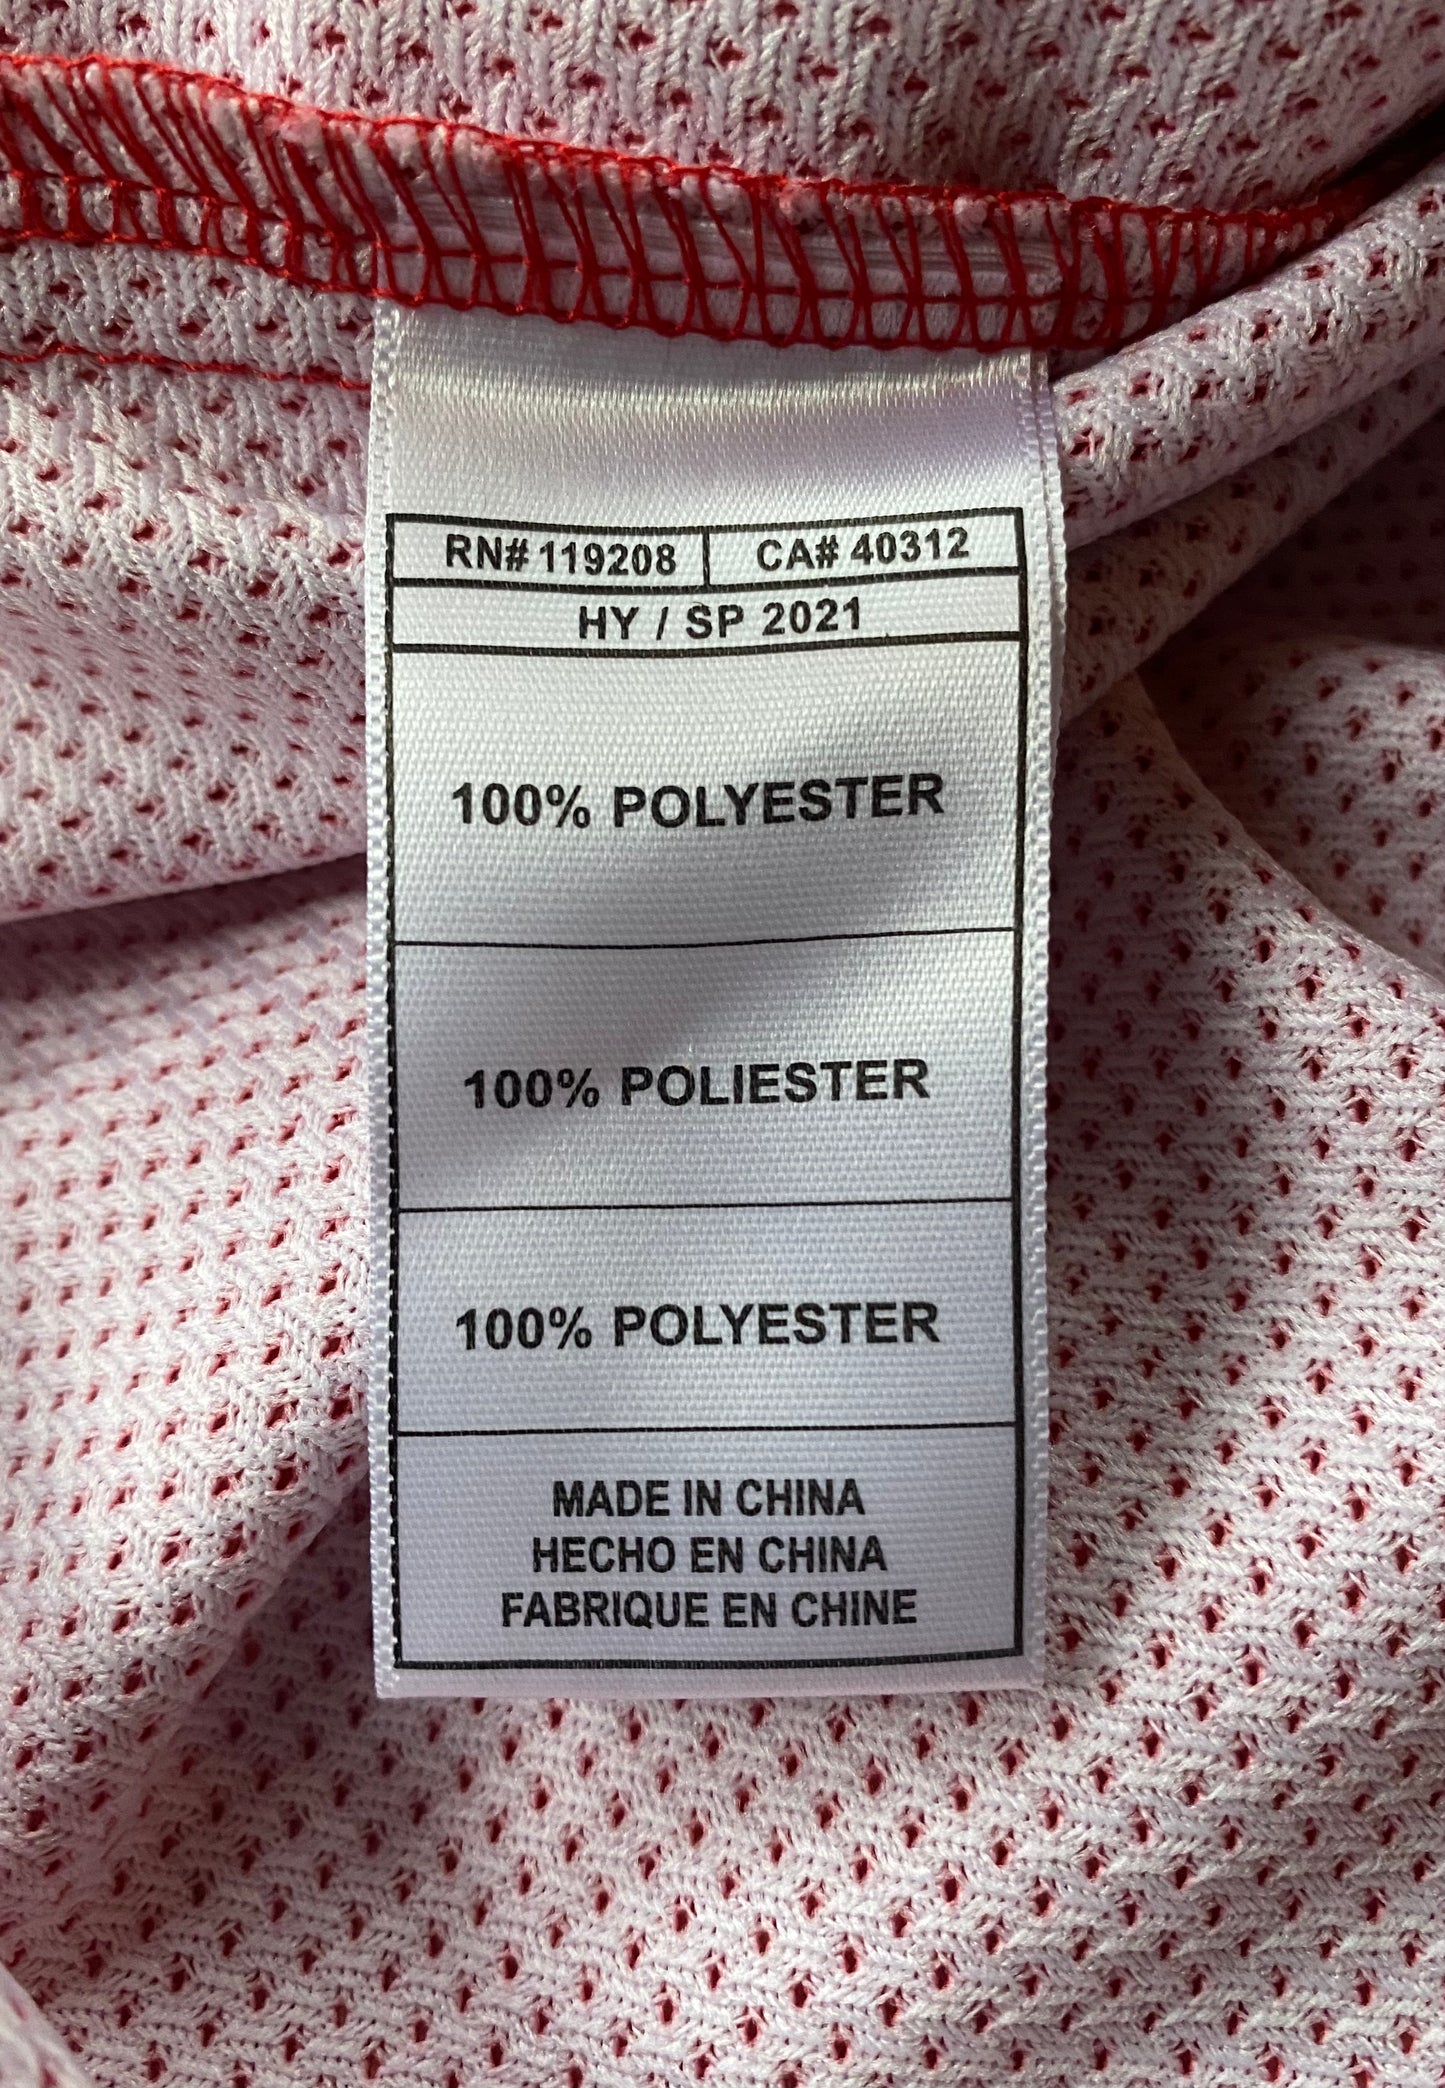 RN# 119208 CA# 40312
HY / SP 2021
100% POLYESTER
100% POLIESTER
100% POLYESTER
MADE IN CHINA
HECHO EN CHINA
FABRIQUE EN CHINE